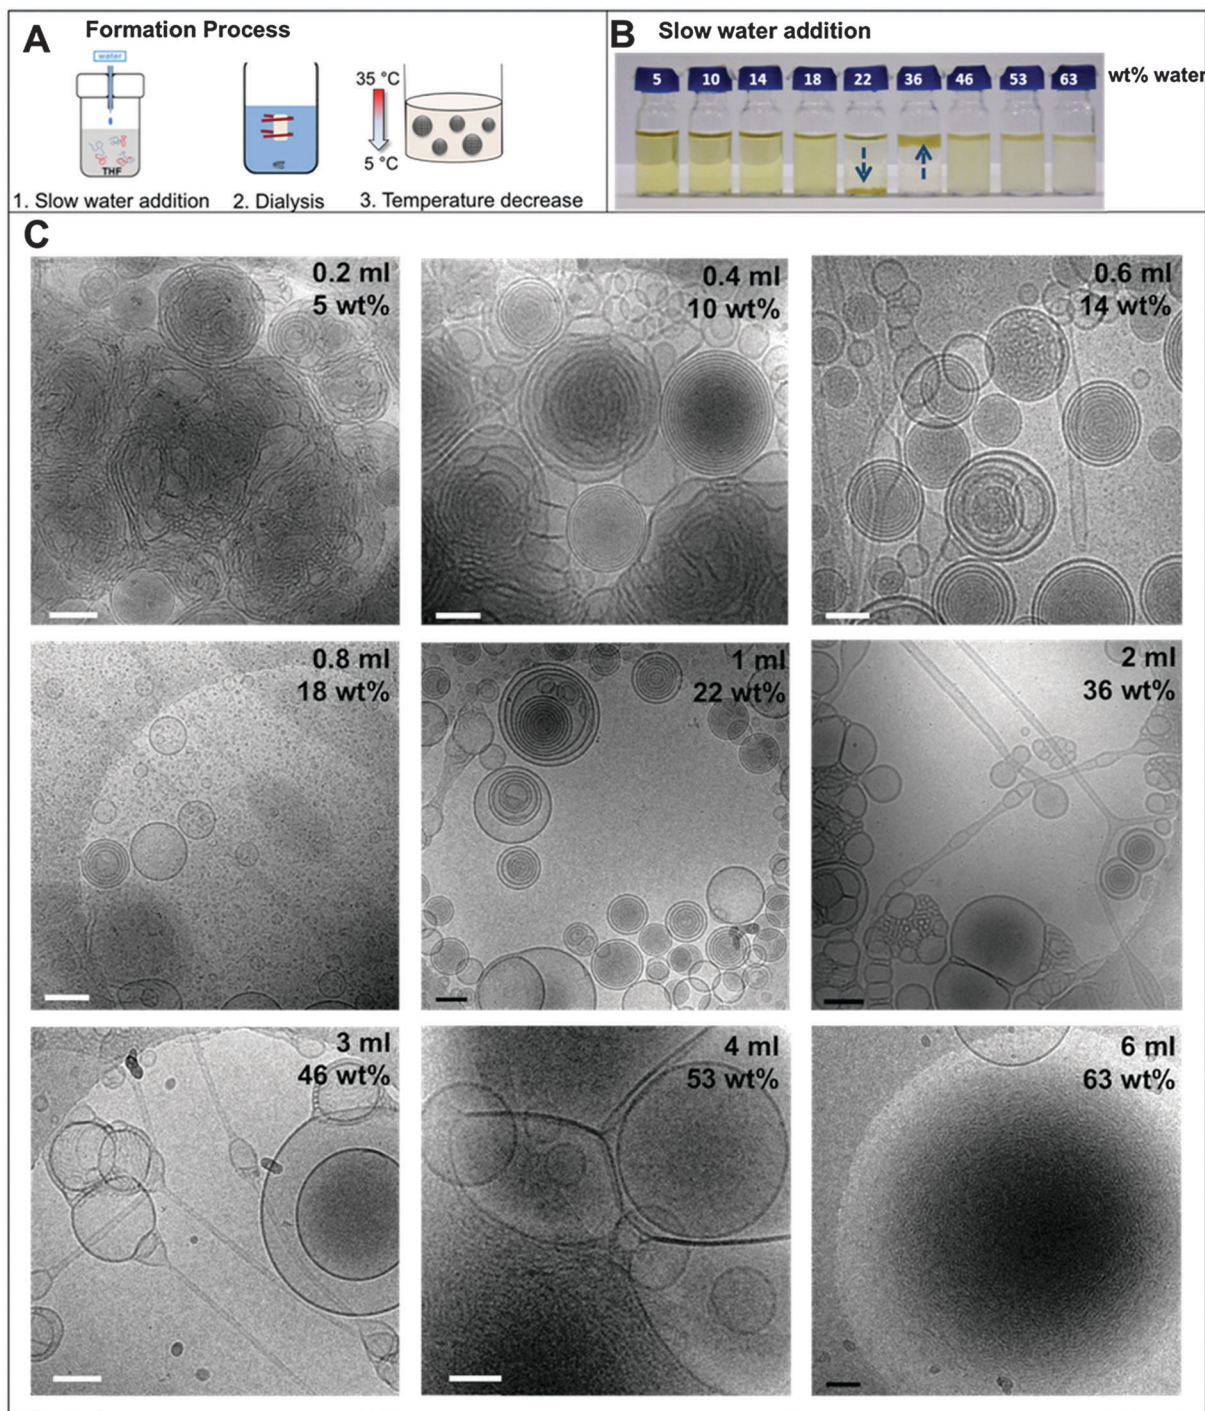 A
Formation Process
water
THF
35 °C
5 °C
1. Slow water addition
2. Dialysis
3. Temperature decrease
B
Slow water addition
5 10 14 18 22 36 46 53 63
wt% water
C
0.2 ml
5 wt%
0.4 ml
10 wt%
0.6 ml
14 wt%
0.8 ml
18 wt%
1 ml
22 wt%
2 ml
36 wt%
3 ml
46 wt%
4 ml
53 wt%
6 ml
63 wt%